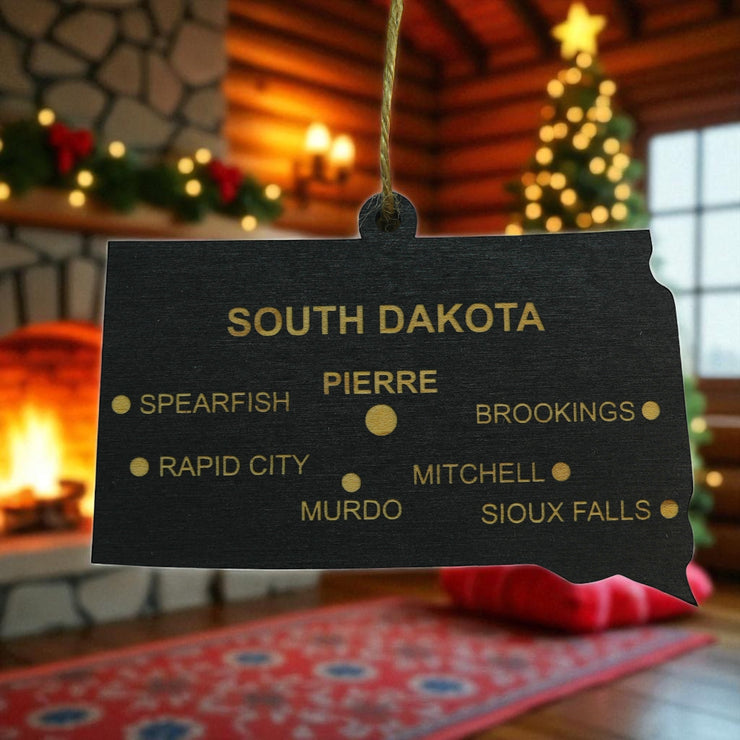 SOUTH DAKOTA
PIERRE
SPEARFISH
BROOKINGS
RAPID CITY
MITCHELL
MURDO
SIOUX FALLS